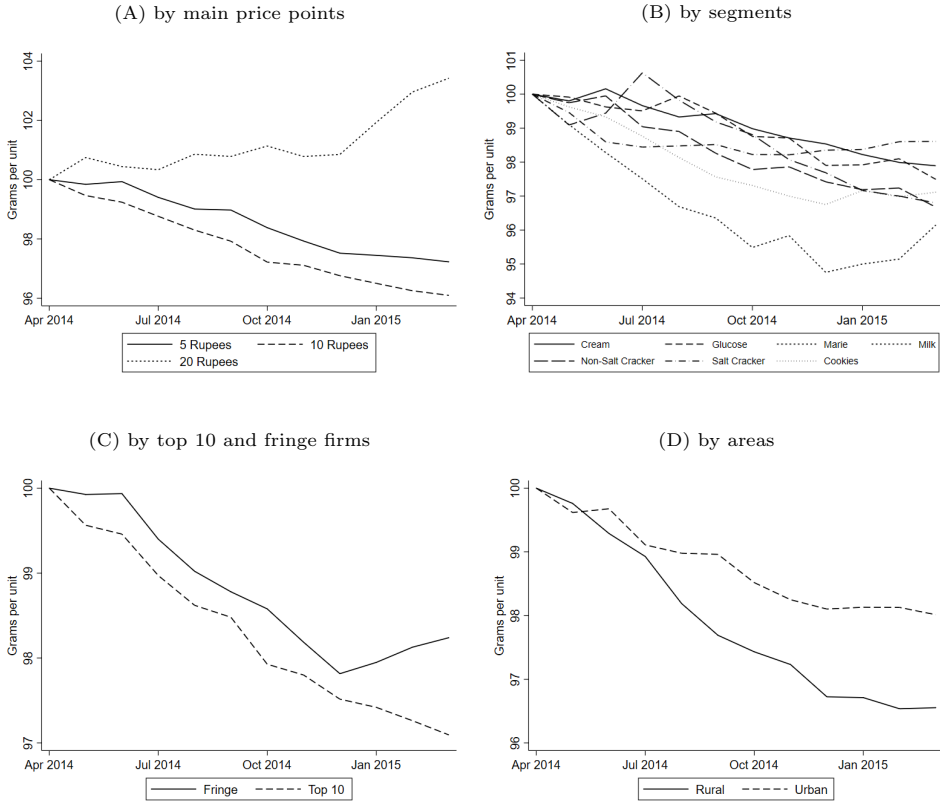 (A) by main price points
Grams per unit
104
102
100
98
96
Apr 2014 Jul 2014 Oct 2014 Jan 2015
5 Rupees 10 Rupees
20 Rupees
(B) by segments
Grams per unit
101
100
99
98
97
96
95
94
Apr 2014 Jul 2014 Oct 2014 Jan 2015
Cream Glucose Marie Milk
Non-Salt Cracker Salt Cracker Cookies
(C) by top 10 and fringe firms
Grams per unit
100
99
98
97
Apr 2014 Jul 2014 Oct 2014 Jan 2015
Fringe Top 10
(D) by areas
Grams per unit
100
99
98
97
96
Apr 2014 Jul 2014 Oct 2014 Jan 2015
Rural Urban